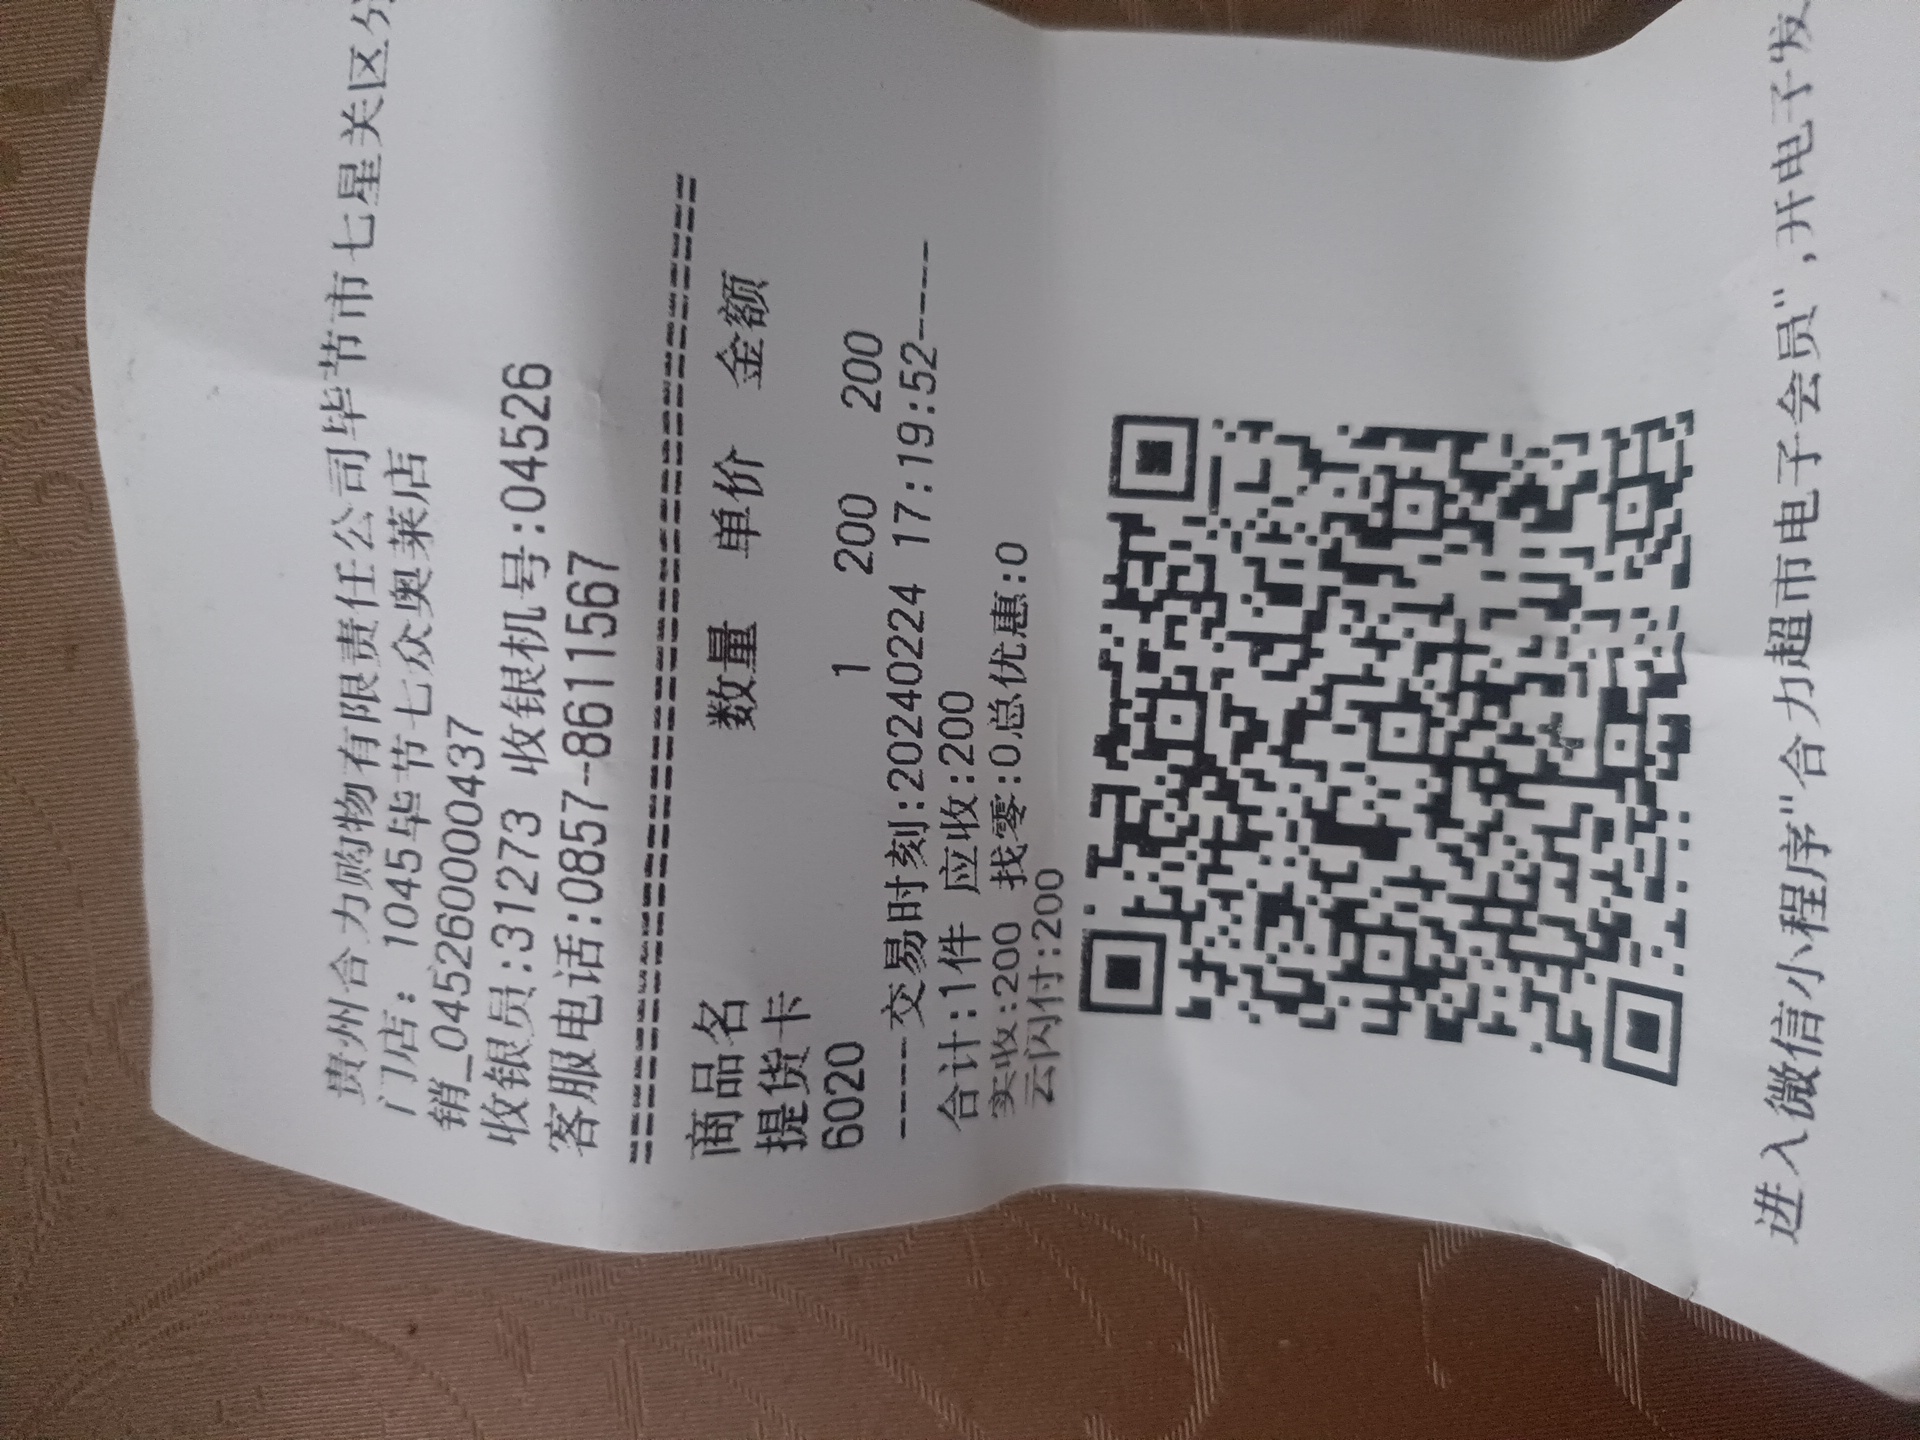 贵州合力购物有限责任公司毕节市七星关区分
门店: 1045毕节七众奥莱店
销_045260000437
收银员:31273 收银机号:04526
客服电话:0857-8611567
==================================
商品名 数量 单价 金额
提货卡
6020 1 200 200
-----交易时刻:20240224 17:19:52-----
合计:1件 应收:200
实收:200 找零:0总优惠:0
云闪付:200
进入微信小程序"合力超市电子会员",开电子发